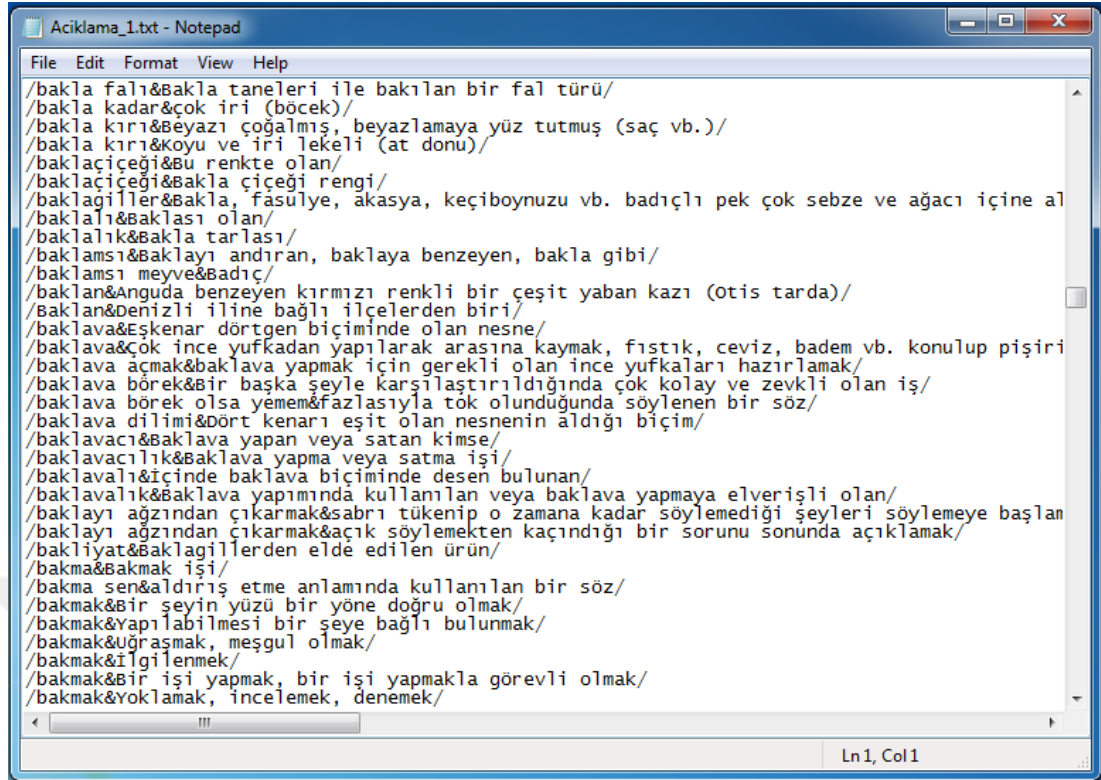 Aciklama_1.txt - Notepad
File Edit Format View Help
/bakla falı&Bakla taneleri ile bakılan bir fal türü/
/bakla kadar&çok iri (böcek)/
/bakla kırı&Beyazı çoğalmış, beyazlamaya yüz tutmuş (saç vb.)/
/bakla kırı&Koyu ve iri lekeli (at donu)/
/baklaçiçeği&Bu renkte olan/
/baklaçiçeği&Bakla çiçeği rengi/
/baklagiller&Bakla, fasulye, akasya, keçiboynuzu vb. badıçlı pek çok sebze ve ağacı içine al
/baklalı&Baklası olan/
/baklalık&Bakla tarlası/
/baklamsı&Baklayı andıran, baklaya benzeyen, bakla gibi/
/baklamsı meyve&Badıç/
/baklan&Anguda benzeyen kırmızı renkli bir çeşit yaban kazı (Otis tarda)/
/Baklan&Denizli iline bağlı ilçelerden biri/
/baklava&Eşkenar dörtgen biçiminde olan nesne/
/baklava&Çok ince yufkadan yapılarak arasına kaymak, fıstık, ceviz, badem vb. konulup pişiri
/baklava açmak&baklava yapmak için gerekli olan ince yufkaları hazırlamak/
/baklava börek&Bir başka şeyle karşılaştırıldığında çok kolay ve zevkli olan iş/
/baklava börek olsa yemem&fazlasıyla tok olunduğunda söylenen bir söz/
/baklava dilimi&Dört kenarı eşit olan nesnenin aldığı biçim/
/baklavacı&Baklava yapan veya satan kimse/
/baklavacılık&Baklava yapma veya satma işi/
/baklavalı&İçinde baklava biçiminde desen bulunan/
/baklavalık&Baklava yapımında kullanılan veya baklava yapmaya elverişli olan/
/baklayı ağzından çıkarmak&sabrı tükenip o zamana kadar söylemediği şeyleri söylemeye başlam
/baklayı ağzından çıkarmak&açık söylemekten kaçındığı bir sorunu sonunda açıklamak/
/bakliyat&Baklagillerden elde edilen ürün/
/bakma&Bakmak işi/
/bakma sen&aldırış etme anlamında kullanılan bir söz/
/bakmak&Bir şeyin yüzü bir yöne doğru olmak/
/bakmak&Yapılabilmesi bir şeye bağlı bulunmak/
/bakmak&Uğraşmak, meşgul olmak/
/bakmak&İlgilenmek/
/bakmak&Bir işi yapmak, bir işi yapmakla görevli olmak/
/bakmak&Yoklamak, incelemek, denemek/
Ln 1, Col 1